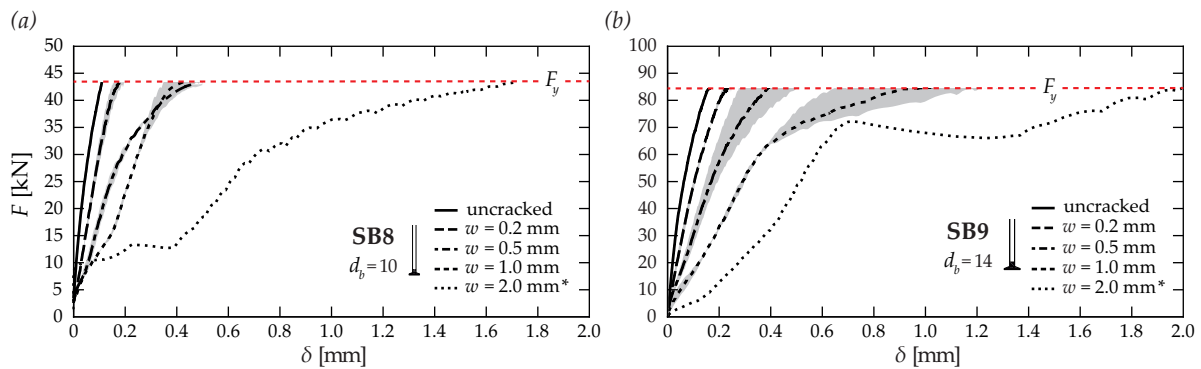 (a)
50
45
40
35
30
25
20
15
10
5
0
F [kN]
0 0.2 0.4 0.6 0.8 1.0 1.2 1.4 1.6 1.8 2.0
δ [mm]
F_y
SB8
d_b = 10
uncracked
w = 0.2 mm
w = 0.5 mm
w = 1.0 mm
w = 2.0 mm*
(b)
100
90
80
70
60
50
40
30
20
10
0
0 0.2 0.4 0.6 0.8 1.0 1.2 1.4 1.6 1.8 2.0
δ [mm]
F_y
SB9
d_b = 14
uncracked
w = 0.2 mm
w = 0.5 mm
w = 1.0 mm
w = 2.0 mm*